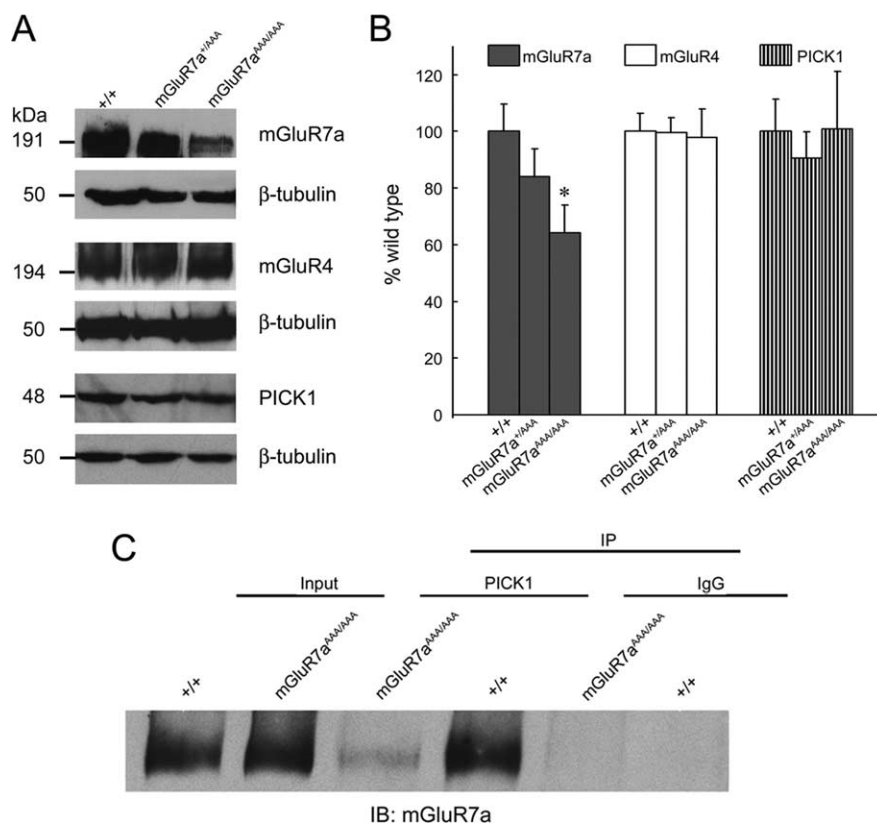 A
+/+ mGluR7a+/AAA mGluR7aAAA/AAA
kDa
191 mGluR7a
50 β-tubulin
194 mGluR4
50 β-tubulin
48 PICK1
50 β-tubulin
B
mGluR7a mGluR4 PICK1
% wild type
120
100
80
60
40
20
0
*
+/+ mGluR7a+/AAA mGluR7aAAA/AAA
+/+ mGluR7a+/AAA mGluR7aAAA/AAA
+/+ mGluR7a+/AAA mGluR7aAAA/AAA
C
IP
Input PICK1 IgG
+/+ mGluR7aAAA/AAA mGluR7aAAA/AAA +/+ mGluR7aAAA/AAA +/+
IB: mGluR7a